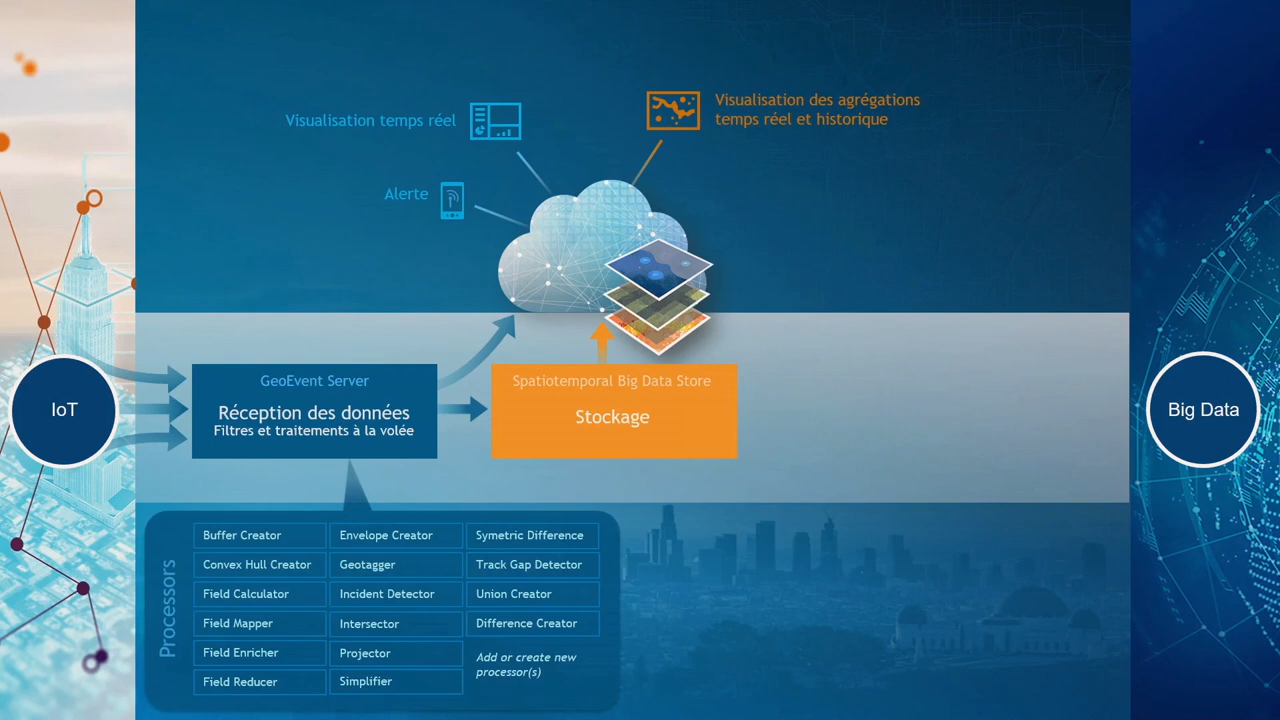 Visualisation temps réel
Visualisation des agrégations
temps réel et historique
Alerte
IoT
GeoEvent Server
Réception des données
Filtres et traitements à la volée
Spatiotemporal Big Data Store
Stockage
Big Data
Processors
Buffer Creator
Convex Hull Creator
Field Calculator
Field Mapper
Field Enricher
Field Reducer
Envelope Creator
Geotagger
Incident Detector
Intersector
Projector
Simplifier
Symetric Difference
Track Gap Detector
Union Creator
Difference Creator
Add or create new
processor(s)